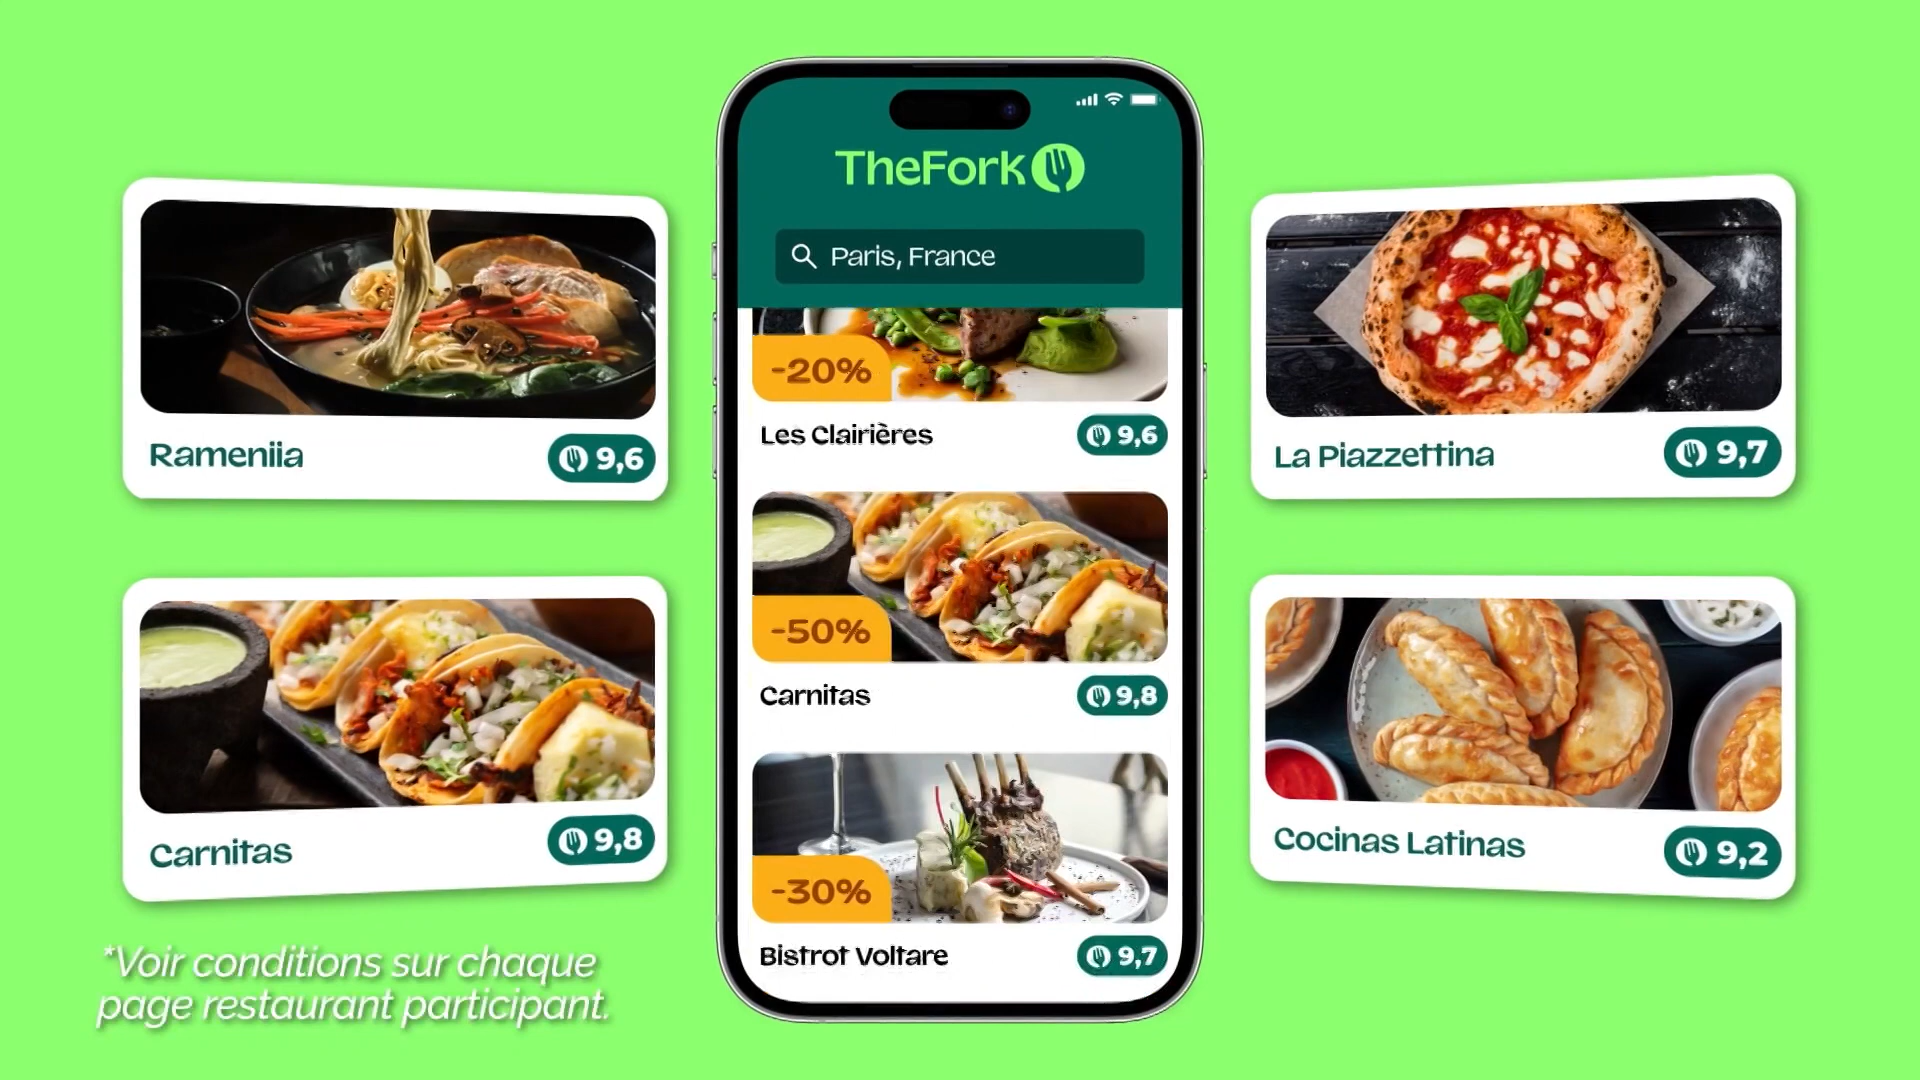 TheFork
Paris, France
-20%
Les Clairières
9,6
-50%
Carnitas
9,8
-30%
Bistrot Voltare
9,7
Rameniia
9,6
Carnitas
9,8
La Piazzettina
9,7
Cocinas Latinas
9,2
*Voir conditions sur chaque
page restaurant participant.